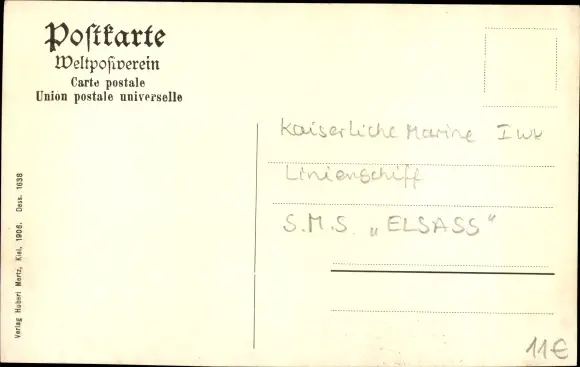 Postkarte
Weltpostverein
Carte postale
Union postale universelle
Kaiserliche Marine I WK
Linienschiff
S.M.S. „ELSASS“
Verlag Hubert Mertz, Kiel, 1906. Dess. 1638
11€